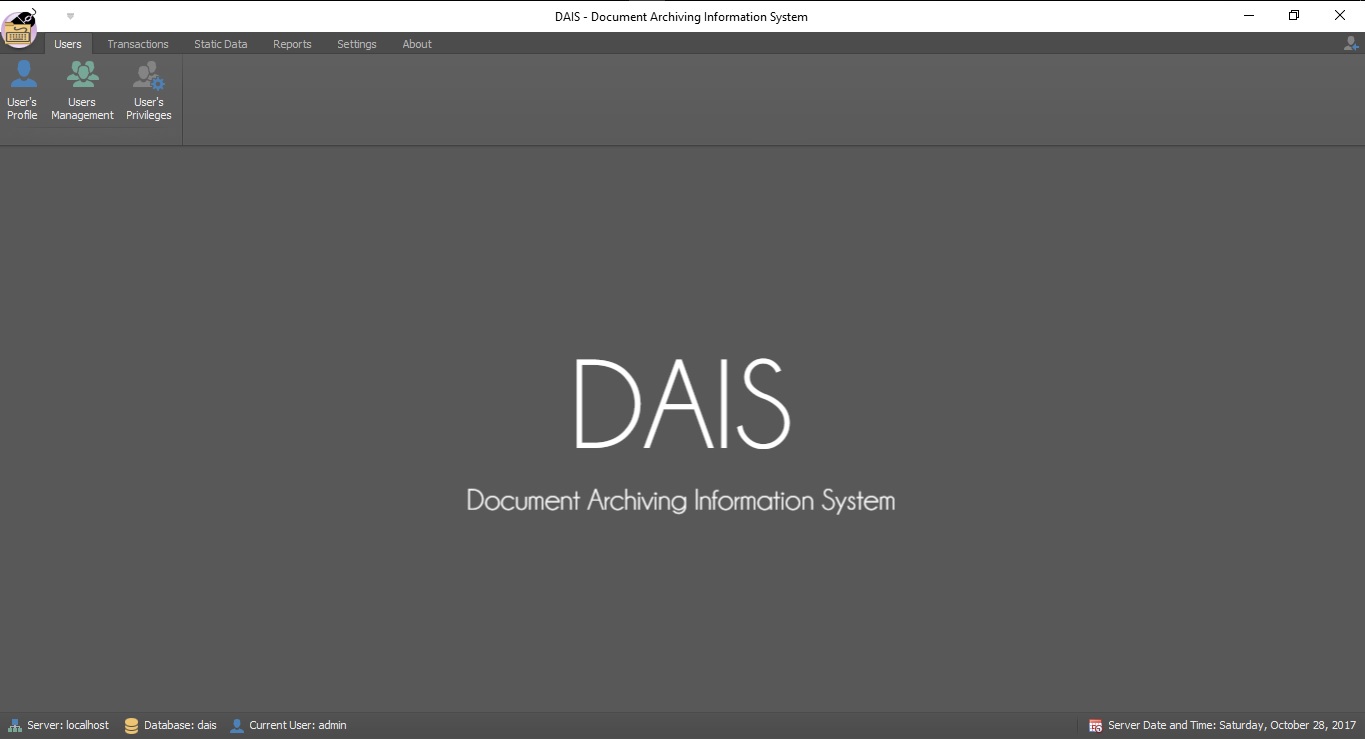 DAIS - Document Archiving Information System
Users Transactions Static Data Reports Settings About
User's Profile
Users Management
User's Privileges
DAIS
Document Archiving Information System
Server: localhost Database: dais Current User: admin Server Date and Time: Saturday, October 28, 2017